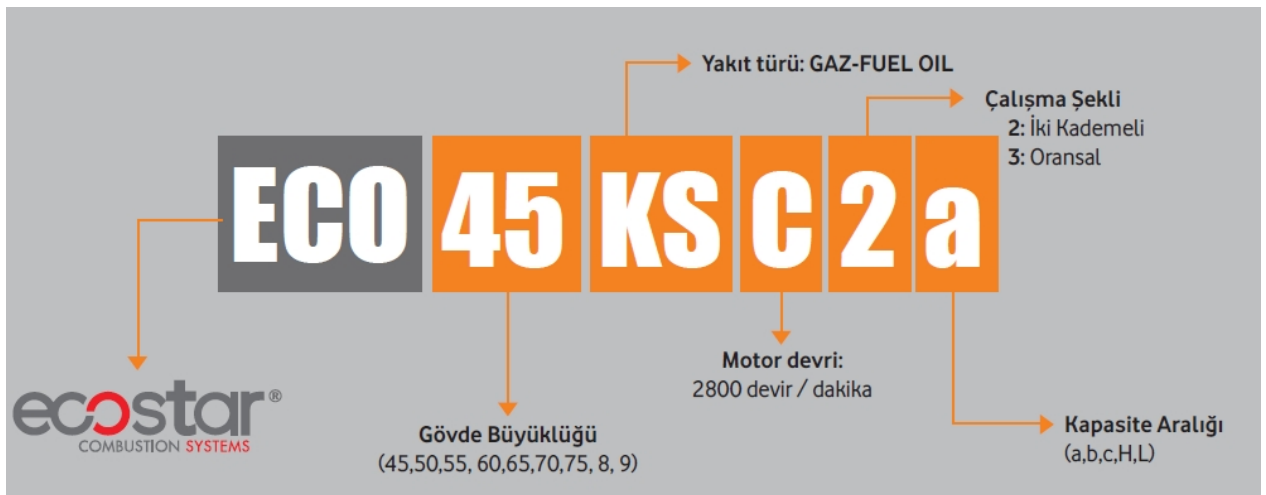 Yakıt türü: GAZ-FUEL OIL
Çalışma Şekli
2: İki Kademeli
3: Oransal
ECO 45 KS C 2 a
Motor devri:
2800 devir / dakika
ecostar®
COMBUSTION SYSTEMS
Gövde Büyüklüğü
(45,50,55, 60,65,70,75, 8, 9)
Kapasite Aralığı
(a,b,c,H,L)